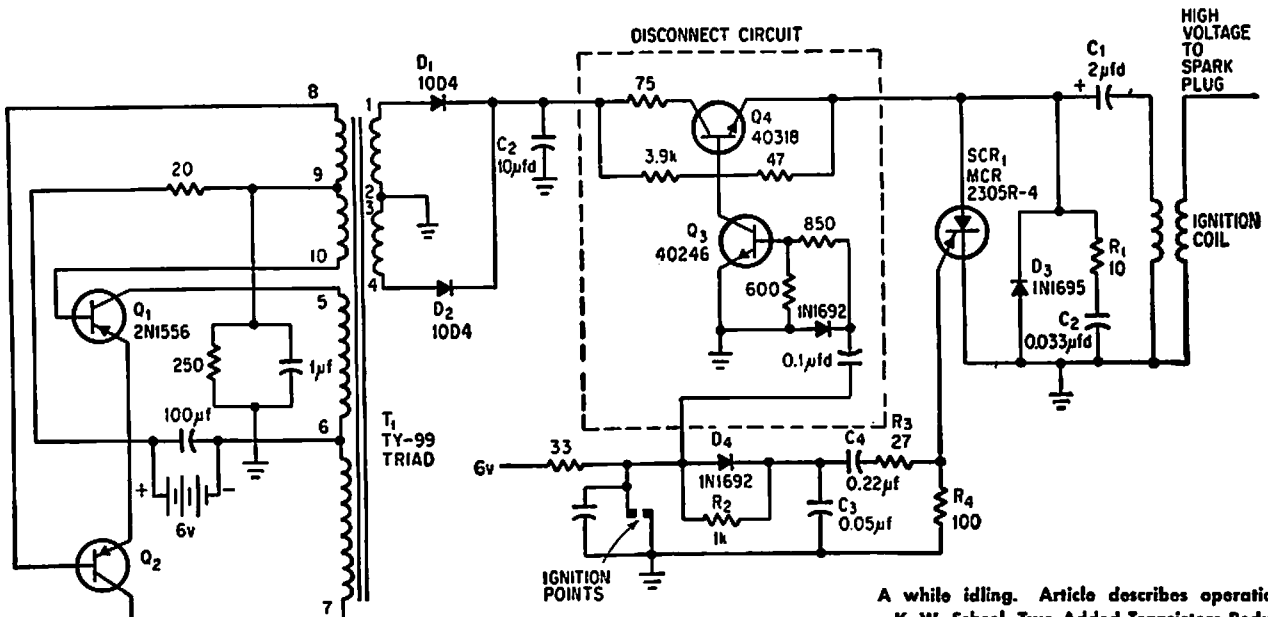 HIGH
VOLTAGE
TO
SPARK
PLUG
DISCONNECT CIRCUIT
C1
2µfd
+
D1
10D4
8
1
75
Q4
40318
C2
10µfd
3.9k
47
20
9
2
3
SCR1
MCR
2305R-4
IGNITION
COIL
Q3
40246
850
R1
10
10
4
D3
1N1695
600
1N1692
5
D2
10D4
Q1
2N1556
C2
0.033µfd
0.1µfd
250
1µf
100µf
6
T1
TY-99
TRIAD
+
-
6v
6v
33
D4
1N1692
C4
0.22µf
R3
27
R2
1k
C3
0.05µf
R4
100
Q2
IGNITION
POINTS
7
A while idling. Article describes operatio